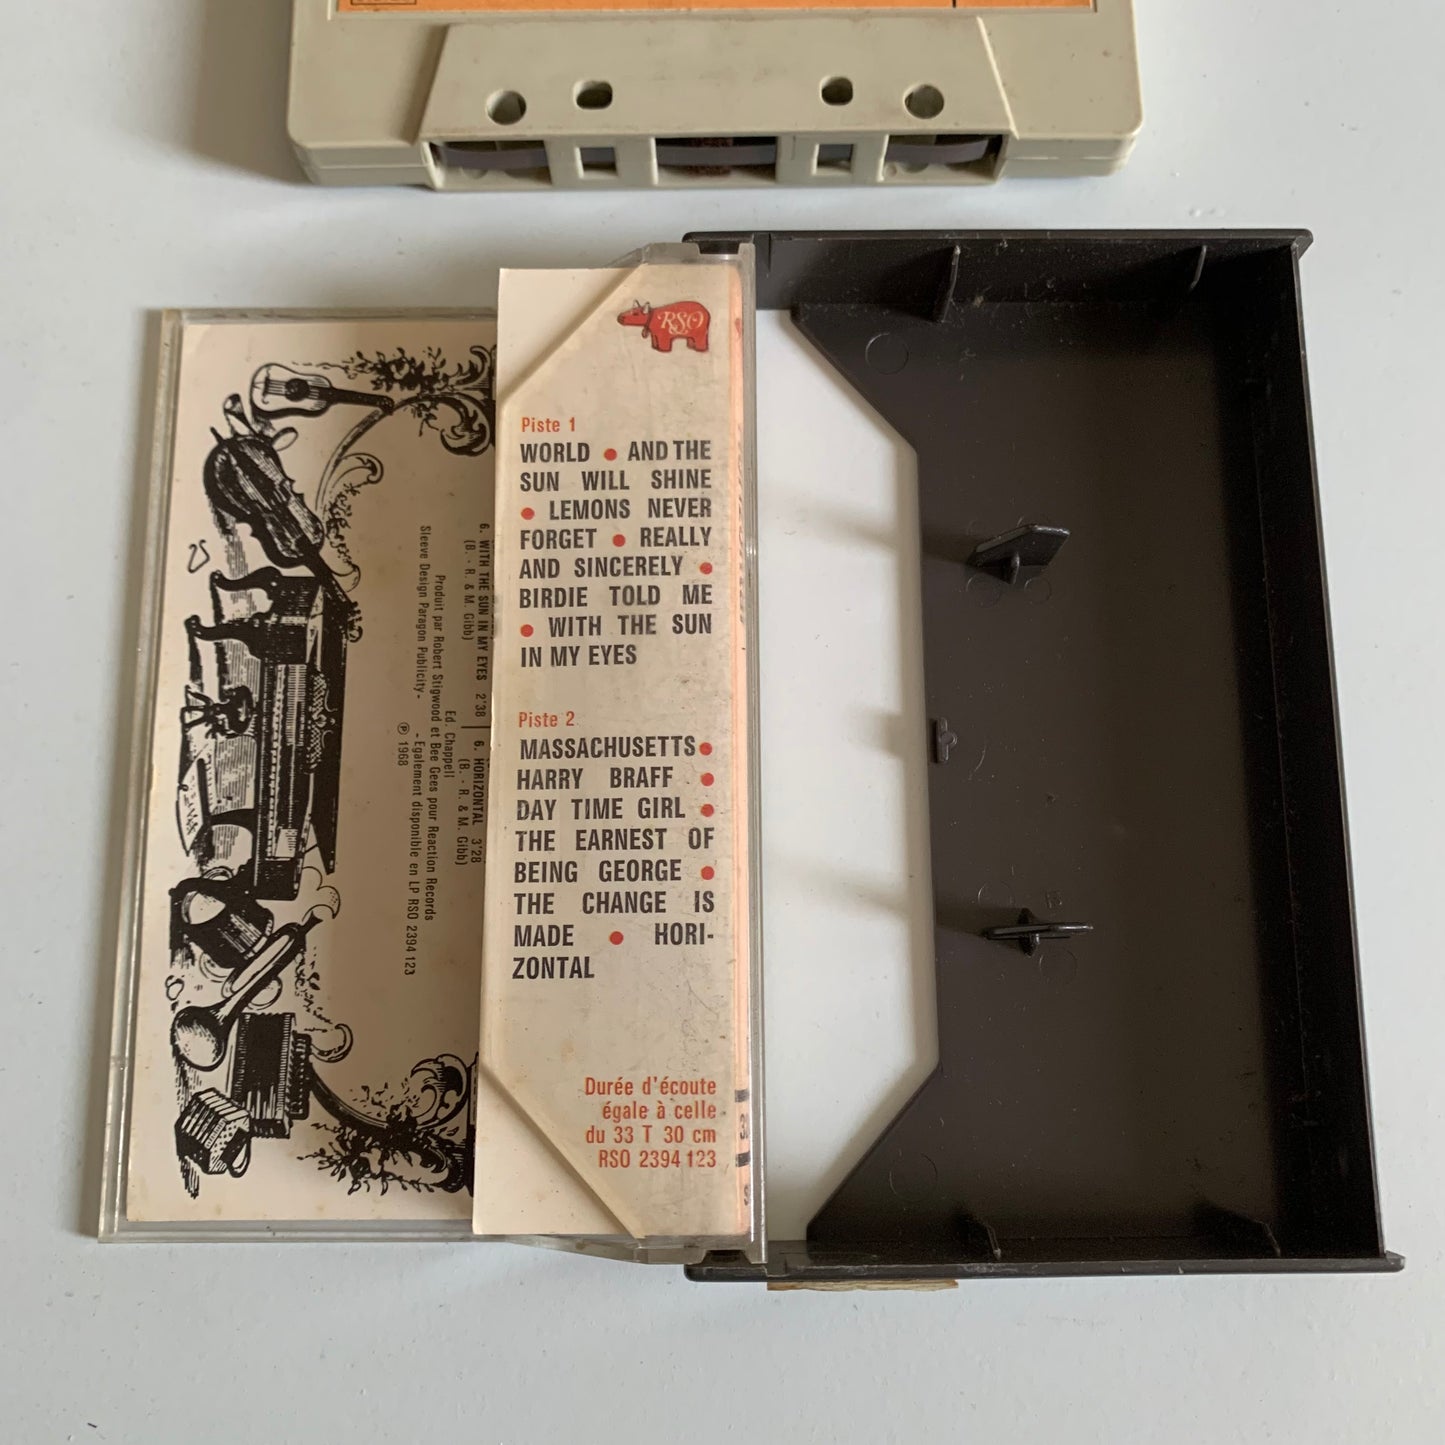 RSO
Piste 1
WORLD • AND THE
SUN WILL SHINE
• LEMONS NEVER
FORGET • REALLY
AND SINCERELY •
BIRDIE TOLD ME
• WITH THE SUN
IN MY EYES
Piste 2
MASSACHUSETTS •
HARRY BRAFF •
DAY TIME GIRL •
THE EARNEST OF
BEING GEORGE •
THE CHANGE IS
MADE • HORI-
ZONTAL
Durée d'écoute
égale à celle
du 33 T 30 cm
RSO 2394 123
6. WITH THE SUN IN MY EYES 2'38
(B. - R. & M. Gibb)
6. HORIZONTAL 3'28
(B. - R. & M. Gibb)
Ed. Chappell
Produit par Robert Stigwood et Bee Gees pour Reaction Records
Sleeve Design Paragon Publicity - - Egalement disponible en LP RSO 2394 123
℗ 1968